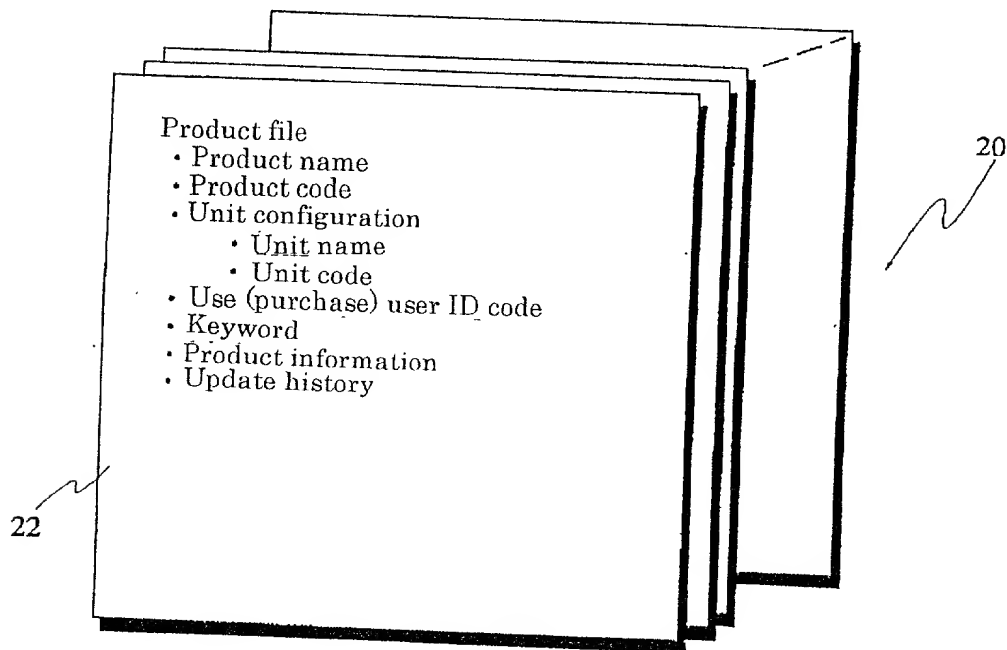 Product file
・Product name
・Product code
・Unit configuration
・Unit name
・Unit code
・Use (purchase) user ID code
・Keyword
・Product information
・Update history
20
22